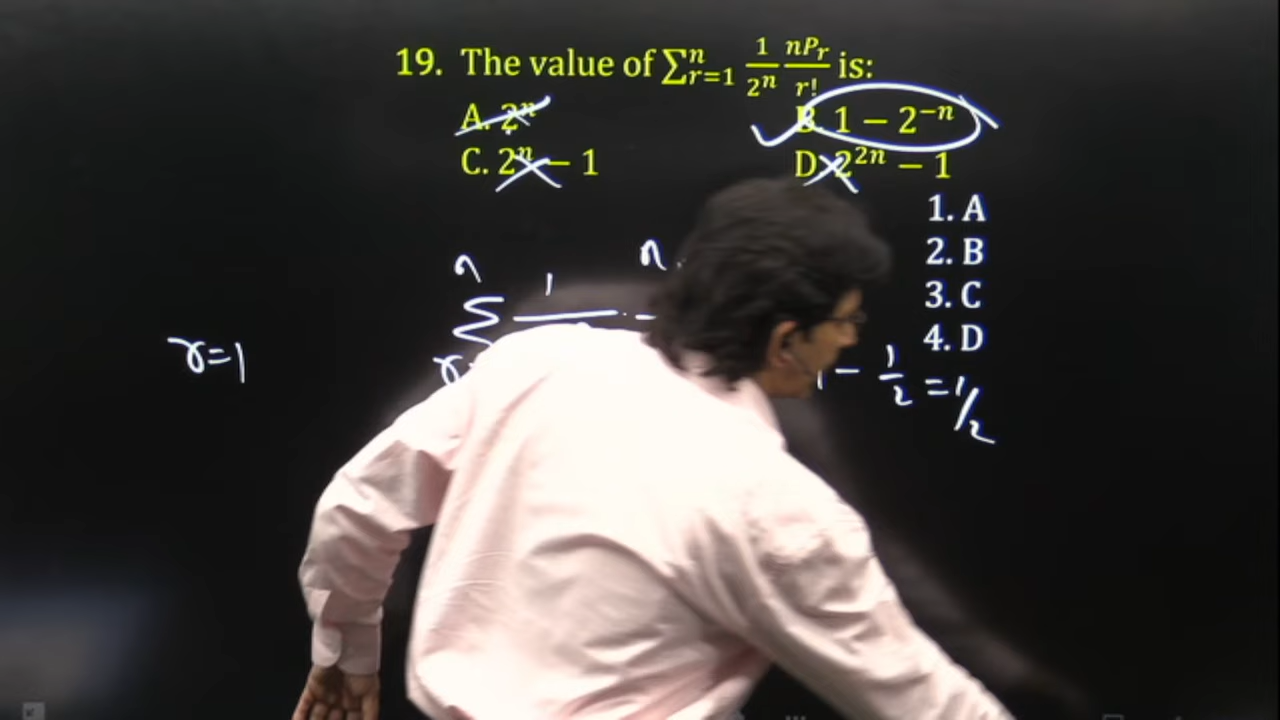 19. The value of ∑ⁿᵣ₌₁ 1/2ⁿ nPᵣ/r! is:
A. 2ⁿ B. 1 − 2⁻ⁿ
C. 2ⁿ − 1 D. 2²ⁿ − 1
1. A
2. B
3. C
4. D
n 1 n
∑
r=1 r
− 1/2 = 1/2